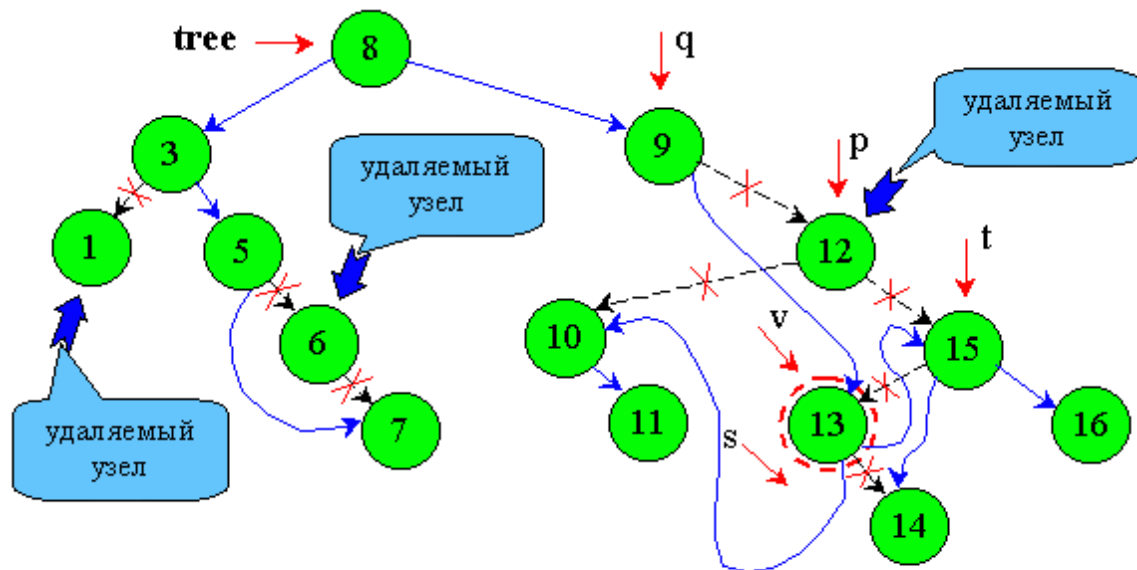 tree
8
q
удаляемый
узел
3
удаляемый
узел
9
p
1
5
12
t
6
10
v
15
удаляемый
узел
7
11
13
16
s
14